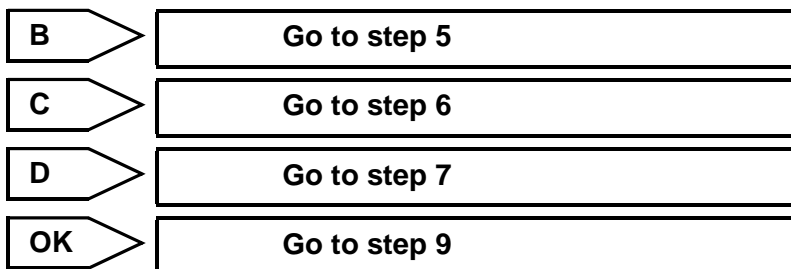 B Go to step 5
C Go to step 6
D Go to step 7
OK Go to step 9